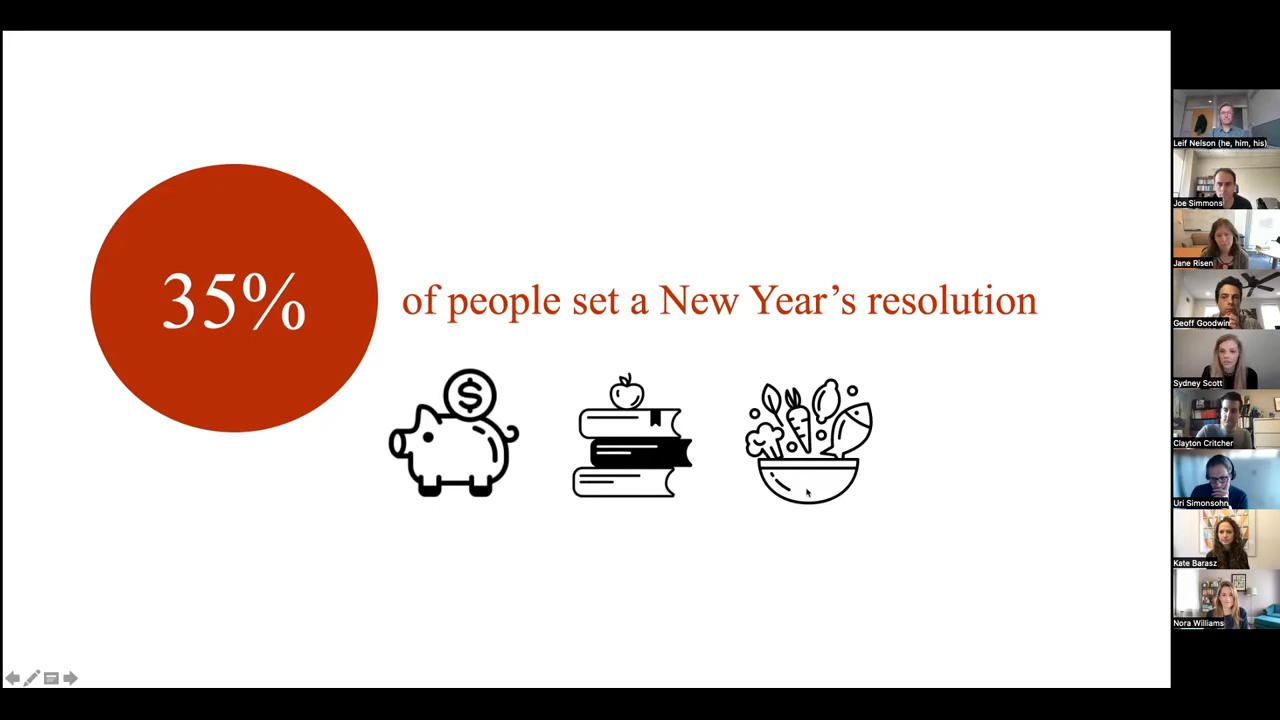 35%
of people set a New Year's resolution
$
Leif Nelson (he, him, his)
Joe Simmons
Jane Risen
Geoff Goodwin
Sydney Scott
Clayton Critcher
Uri Simonsohn
Kate Barasz
Nora Williams